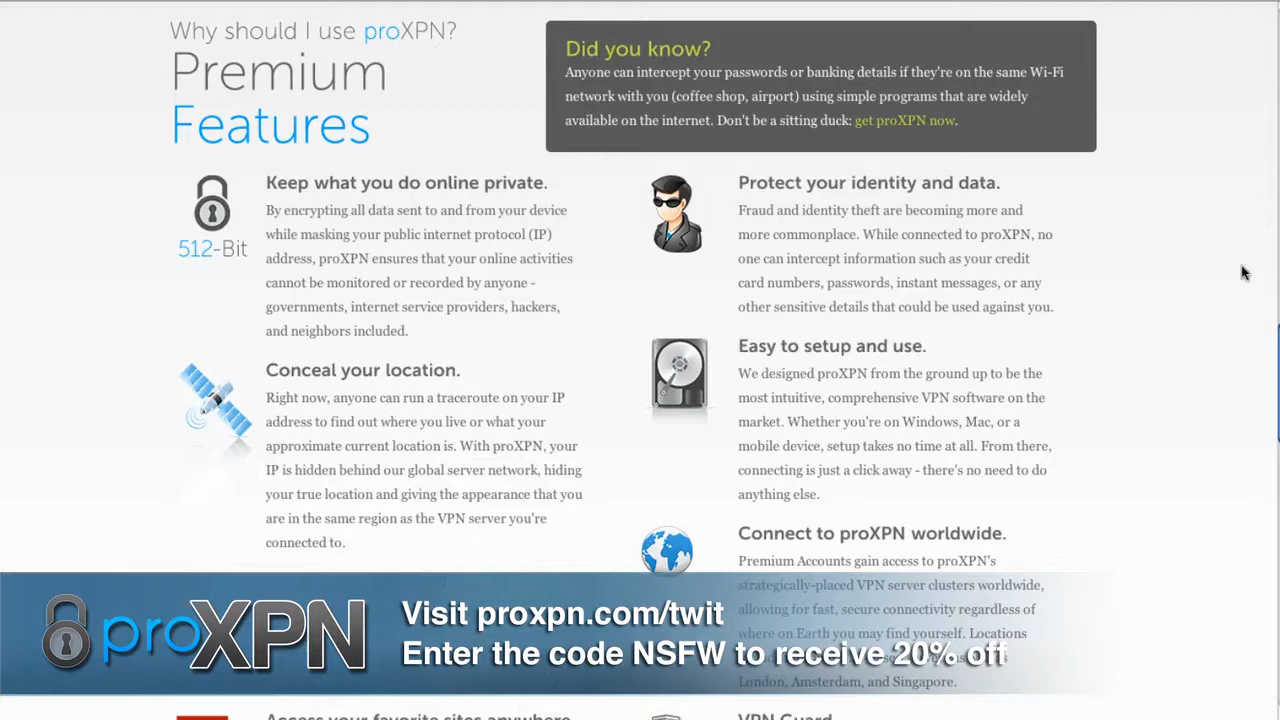 Why should I use proXPN?
Premium
Features
Did you know?
Anyone can intercept your passwords or banking details if they're on the same Wi-Fi
network with you (coffee shop, airport) using simple programs that are widely
available on the internet. Don't be a sitting duck: get proXPN now.
512-Bit
Keep what you do online private.
By encrypting all data sent to and from your device
while masking your public internet protocol (IP)
address, proXPN ensures that your online activities
cannot be monitored or recorded by anyone -
governments, internet service providers, hackers,
and neighbors included.
Conceal your location.
Right now, anyone can run a traceroute on your IP
address to find out where you live or what your
approximate current location is. With proXPN, your
IP is hidden behind our global server network, hiding
your true location and giving the appearance that you
are in the same region as the VPN server you're
connected to.
Protect your identity and data.
Fraud and identity theft are becoming more and
more commonplace. While connected to proXPN, no
one can intercept information such as your credit
card numbers, passwords, instant messages, or any
other sensitive details that could be used against you.
Easy to setup and use.
We designed proXPN from the ground up to be the
most intuitive, comprehensive VPN software on the
market. Whether you're on Windows, Mac, or a
mobile device, setup takes no time at all. From there,
connecting is just a click away - there's no need to do
anything else.
Connect to proXPN worldwide.
Premium Accounts gain access to proXPN's
strategically-placed VPN server clusters worldwide,
allowing for fast, secure connectivity regardless of
where on Earth you may find yourself. Locations
London, Amsterdam, and Singapore.
proXPN
Visit proxpn.com/twit
Enter the code NSFW to receive 20% off
Access your favorite sites anywhere
VPN Guard